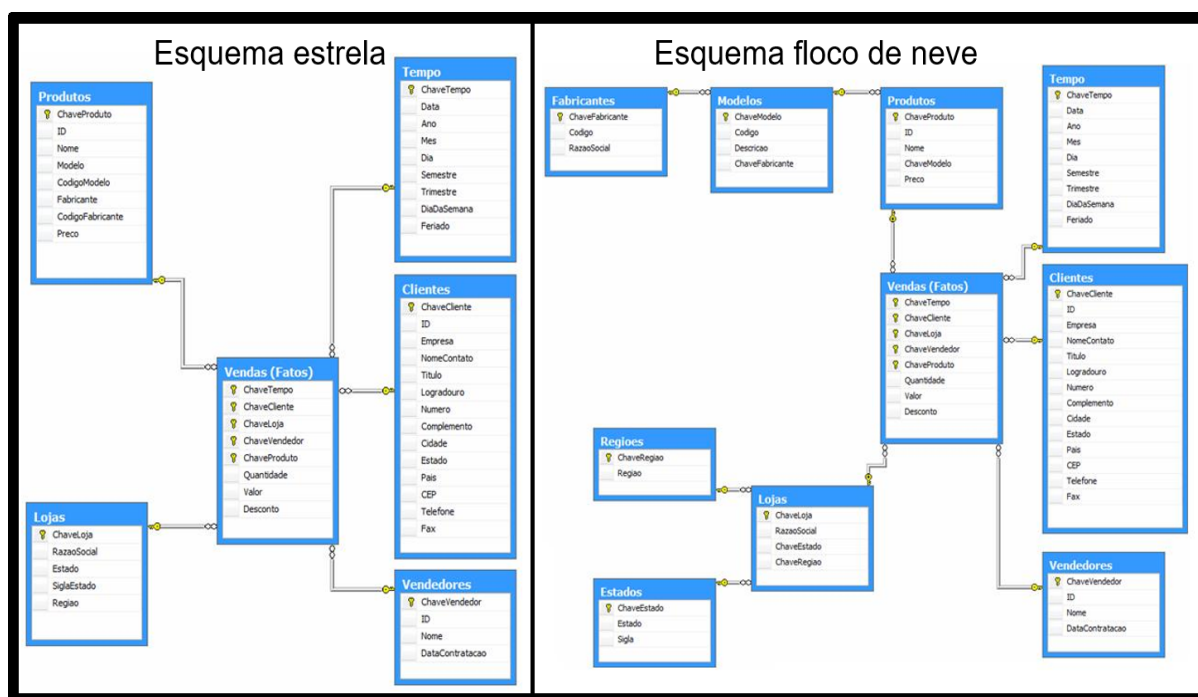 Esquema estrela
Produtos
ChaveProduto
ID
Nome
Modelo
CodigoModelo
Fabricante
CodigoFabricante
Preco
Tempo
ChaveTempo
Data
Ano
Mes
Dia
Semestre
Trimestre
DiaDaSemana
Feriado
Clientes
ChaveCliente
ID
Empresa
NomeContato
Titulo
Logradouro
Numero
Complemento
Cidade
Estado
Pais
CEP
Telefone
Fax
Vendas (Fatos)
ChaveTempo
ChaveCliente
ChaveLoja
ChaveVendedor
ChaveProduto
Quantidade
Valor
Desconto
Lojas
ChaveLoja
RazaoSocial
Estado
SiglaEstado
Regiao
Vendedores
ChaveVendedor
ID
Nome
DataContratacao
Esquema floco de neve
Fabricantes
ChaveFabricante
Codigo
RazaoSocial
Modelos
ChaveModelo
Codigo
Descricao
ChaveFabricante
Produtos
ChaveProduto
ID
Nome
ChaveModelo
Preco
Tempo
ChaveTempo
Data
Ano
Mes
Dia
Semestre
Trimestre
DiaDaSemana
Feriado
Vendas (Fatos)
ChaveTempo
ChaveCliente
ChaveLoja
ChaveVendedor
ChaveProduto
Quantidade
Valor
Desconto
Clientes
ChaveCliente
ID
Empresa
NomeContato
Titulo
Logradouro
Numero
Complemento
Cidade
Estado
Pais
CEP
Telefone
Fax
Regioes
ChaveRegiao
Regiao
Lojas
ChaveLoja
RazaoSocial
ChaveEstado
ChaveRegiao
Estados
ChaveEstado
Estado
Sigla
Vendedores
ChaveVendedor
ID
Nome
DataContratacao